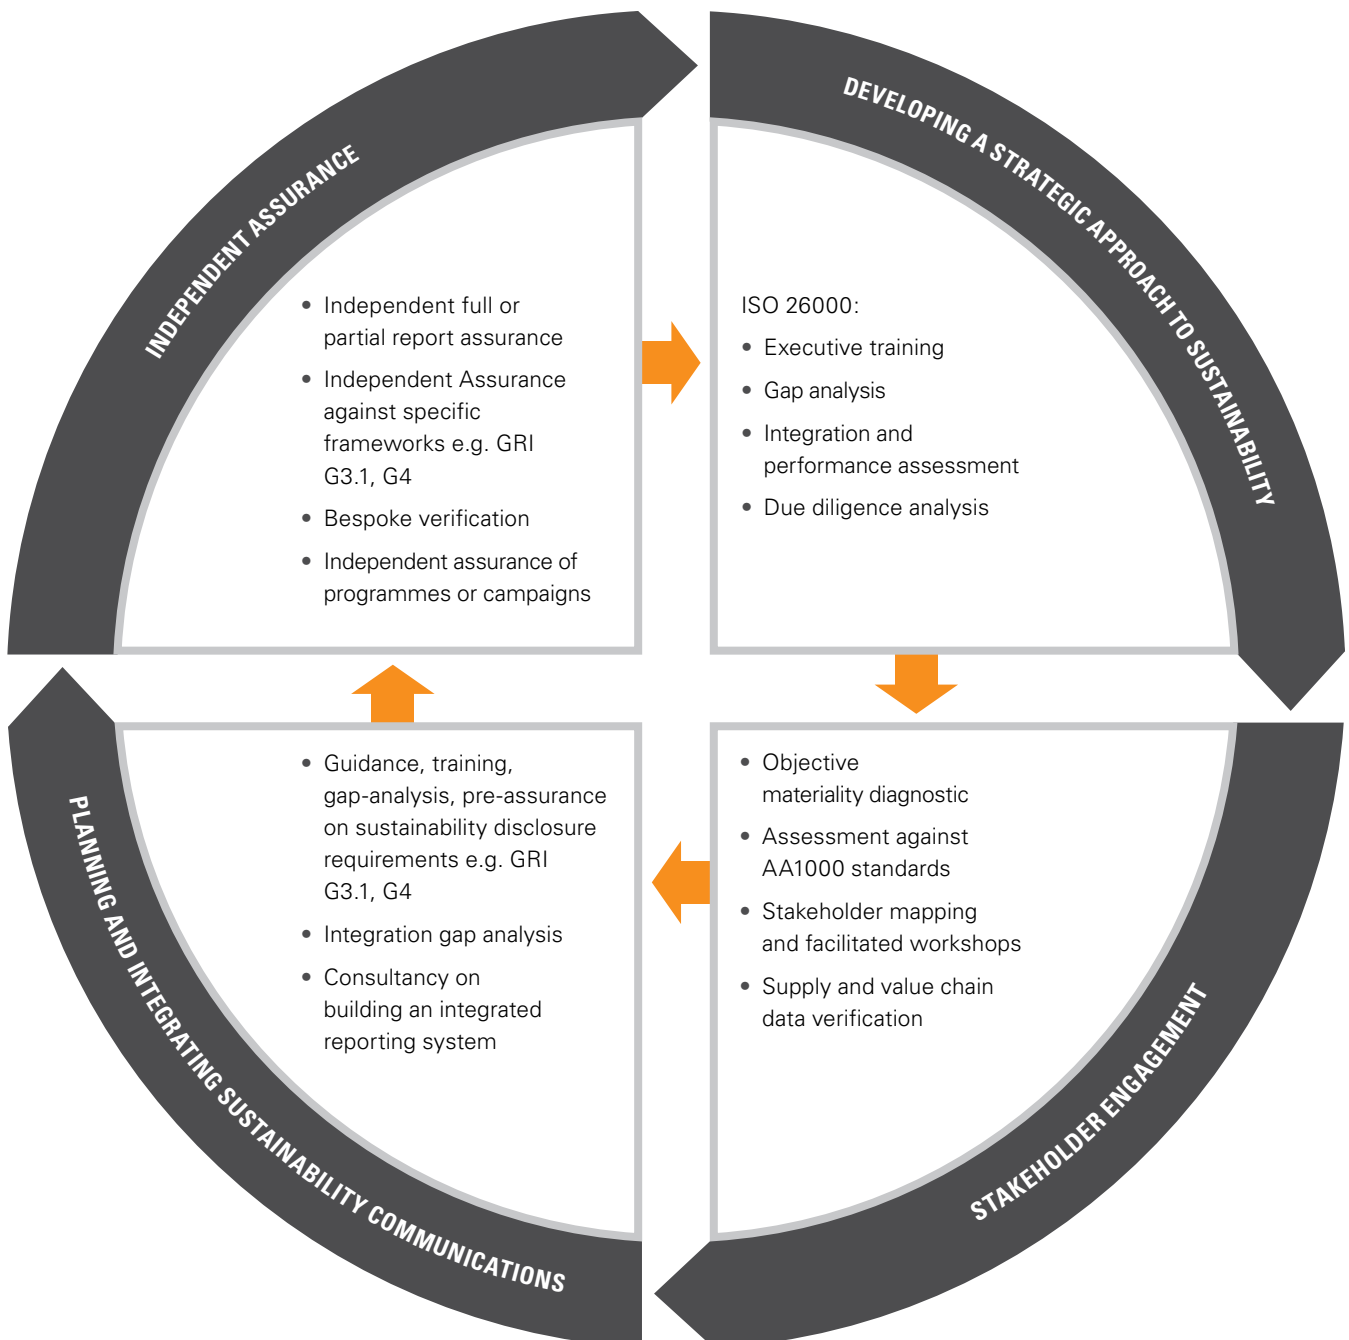 INDEPENDENT ASSURANCE
• Independent full or
partial report assurance
• Independent Assurance
against specific
frameworks e.g. GRI
G3.1, G4
• Bespoke verification
• Independent assurance of
programmes or campaigns
DEVELOPING A STRATEGIC APPROACH TO SUSTAINABILITY
ISO 26000:
• Executive training
• Gap analysis
• Integration and
performance assessment
• Due diligence analysis
STAKEHOLDER ENGAGEMENT
• Objective
materiality diagnostic
• Assessment against
AA1000 standards
• Stakeholder mapping
and facilitated workshops
• Supply and value chain
data verification
PLANNING AND INTEGRATING SUSTAINABILITY COMMUNICATIONS
• Guidance, training,
gap-analysis, pre-assurance
on sustainability disclosure
requirements e.g. GRI
G3.1, G4
• Integration gap analysis
• Consultancy on
building an integrated
reporting system